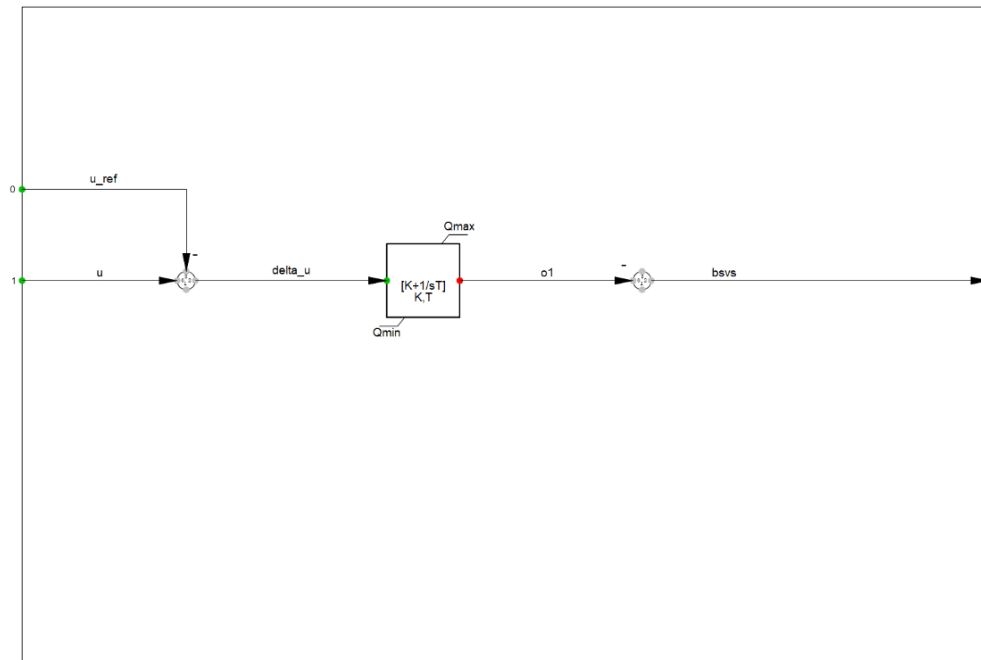 Qmax
0
u_ref
-
1
u
delta_u
[K+1/sT]
K,T
o1
-
bsvs
Qmin